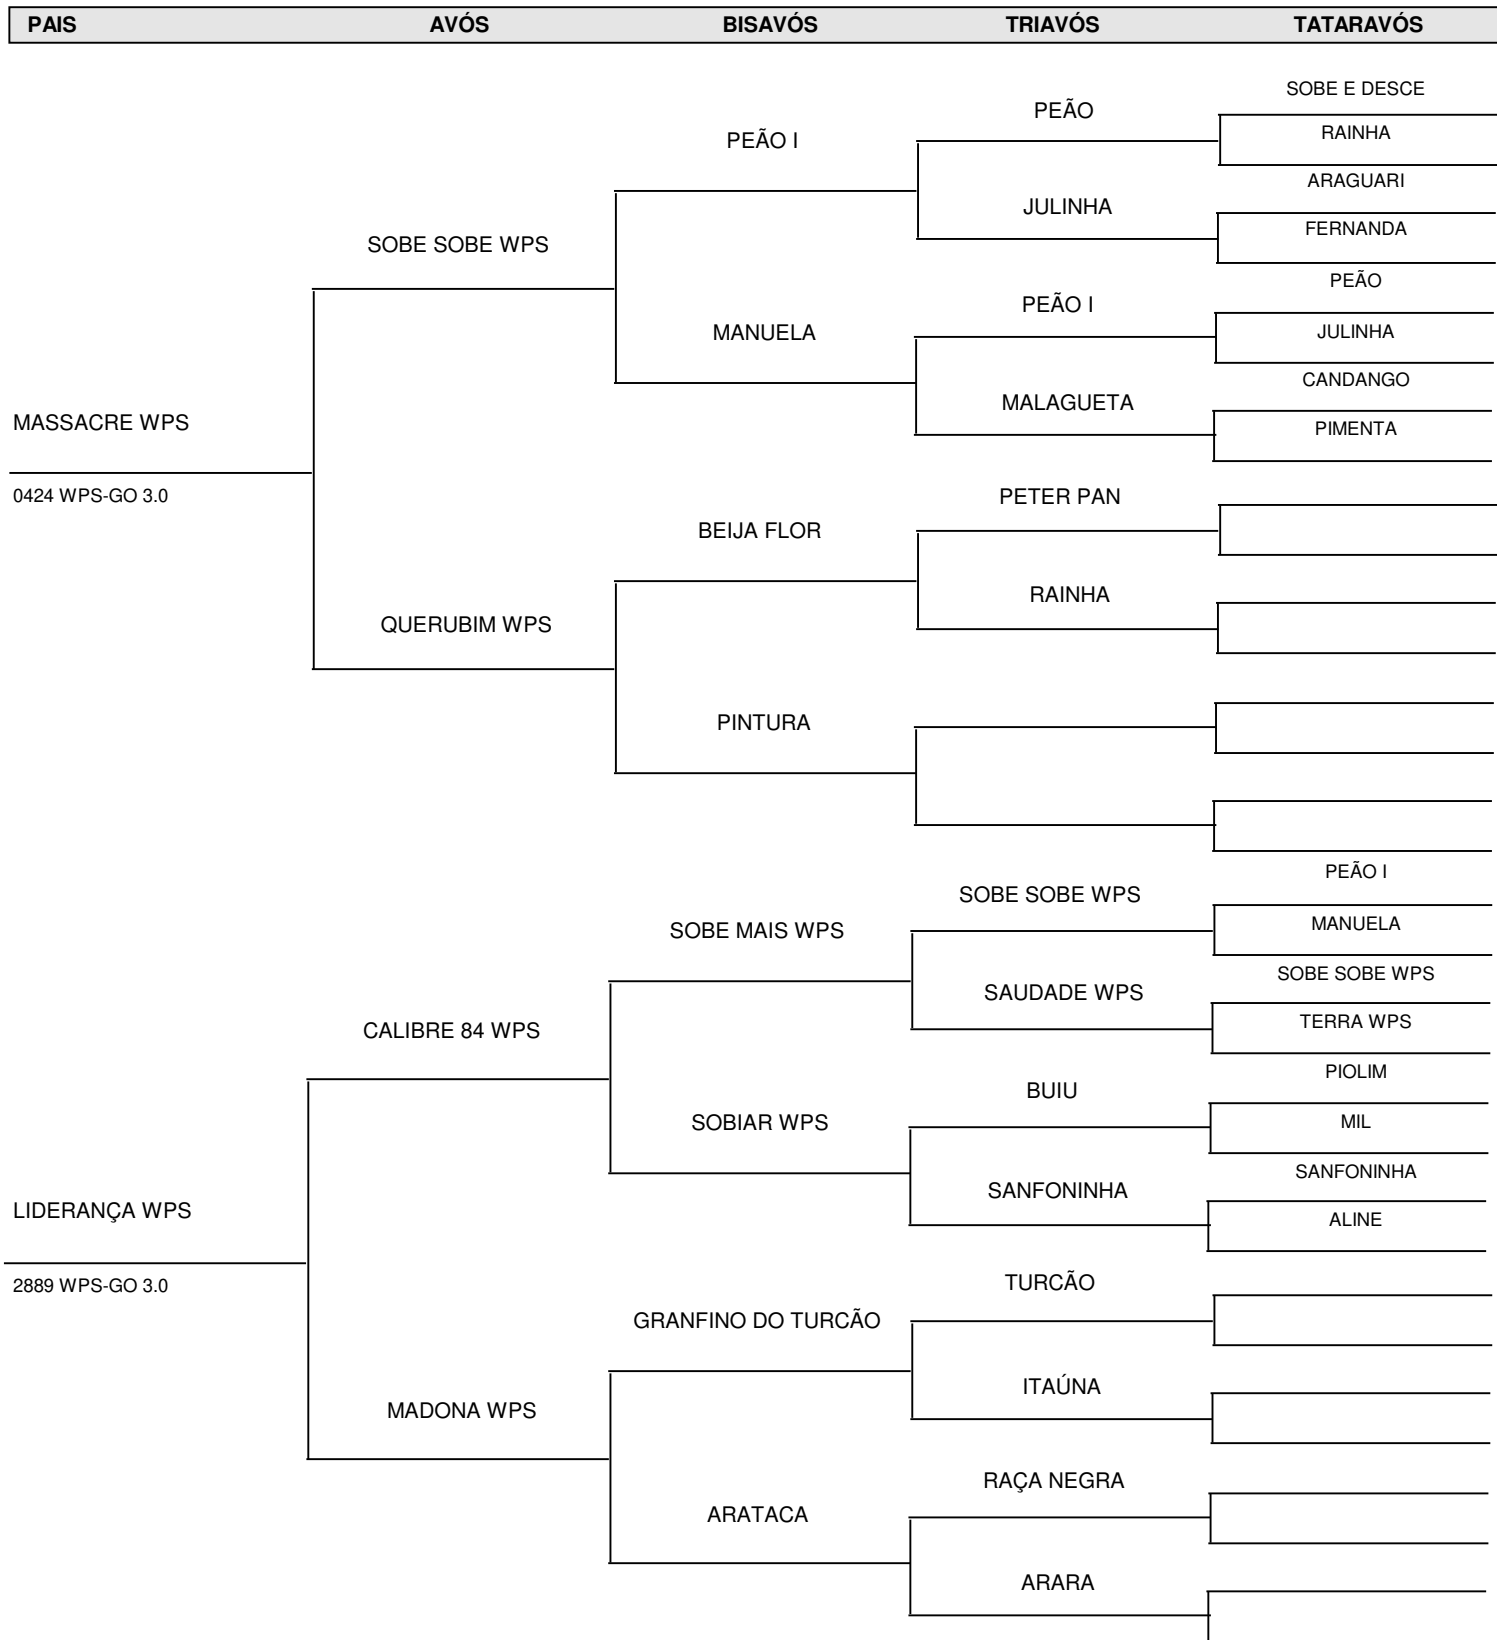 PAIS AVÓS BISAVÓS TRIAVÓS TATARAVÓS
SOBE E DESCE
PEÃO
RAINHA
PEÃO I
ARAGUARI
JULINHA
FERNANDA
SOBE SOBE WPS
PEÃO
PEÃO I
JULINHA
MANUELA
CANDANGO
MALAGUETA
MASSACRE WPS
PIMENTA
0424 WPS-GO 3.0
PETER PAN
BEIJA FLOR
RAINHA
QUERUBIM WPS
PINTURA
PEÃO I
SOBE SOBE WPS
MANUELA
SOBE MAIS WPS
SOBE SOBE WPS
SAUDADE WPS
TERRA WPS
CALIBRE 84 WPS
PIOLIM
BUIU
MIL
SOBIAR WPS
SANFONINHA
SANFONINHA
LIDERANÇA WPS
ALINE
2889 WPS-GO 3.0
TURCÃO
GRANFINO DO TURCÃO
ITAÚNA
MADONA WPS
RAÇA NEGRA
ARATACA
ARARA